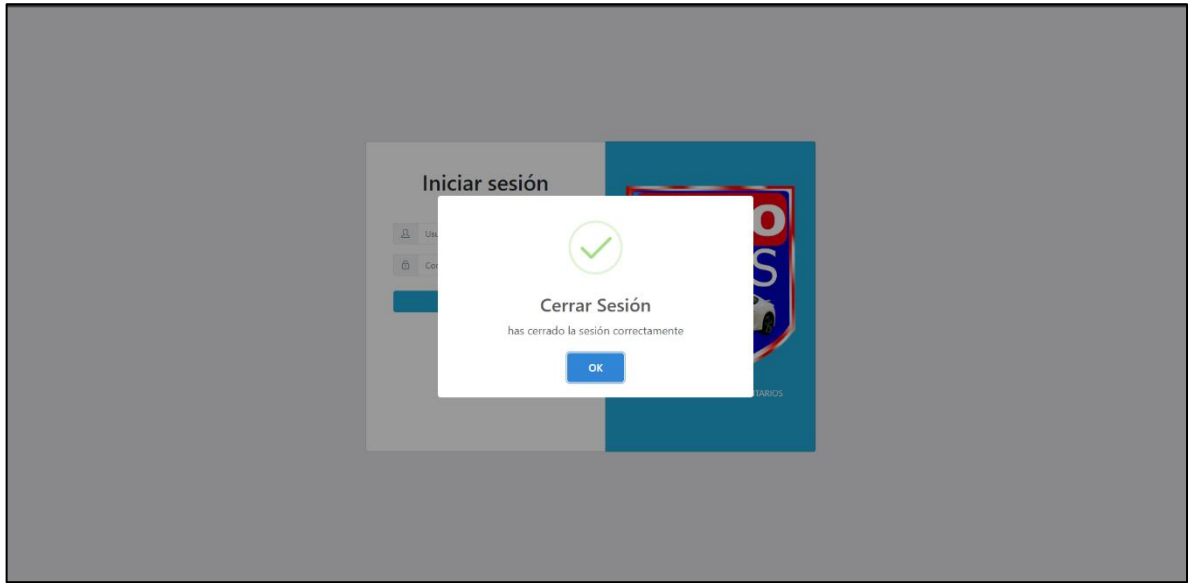 Iniciar sesión
Cerrar Sesión
has cerrado la sesión correctamente
OK